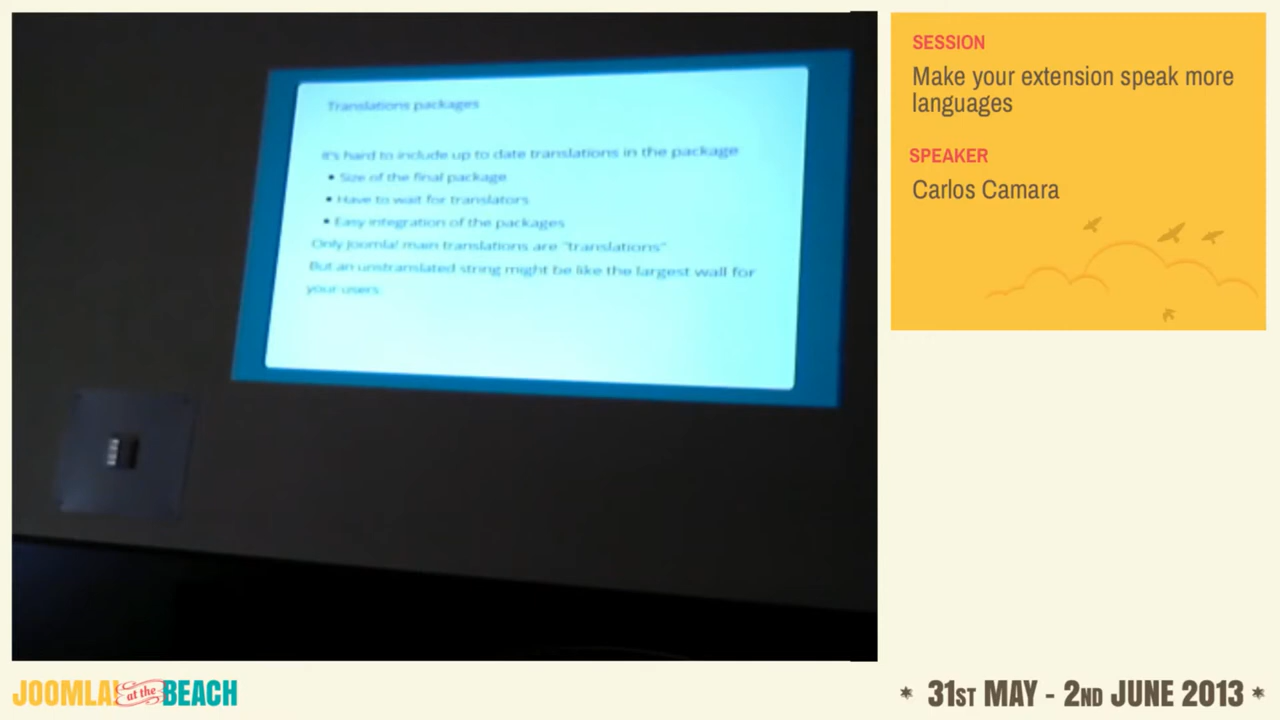 Translations packages
It's hard to include up to date translations in the package
• Size of the final package
• Have to wait for translators
• Easy integration of the packages
Only Joomla! main translations are "translations"
But an unstranslated string might be like the largest wall for
your users.
SESSION
Make your extension speak more
languages
SPEAKER
Carlos Camara
JOOMLA! at the BEACH
* 31ST MAY - 2ND JUNE 2013 *